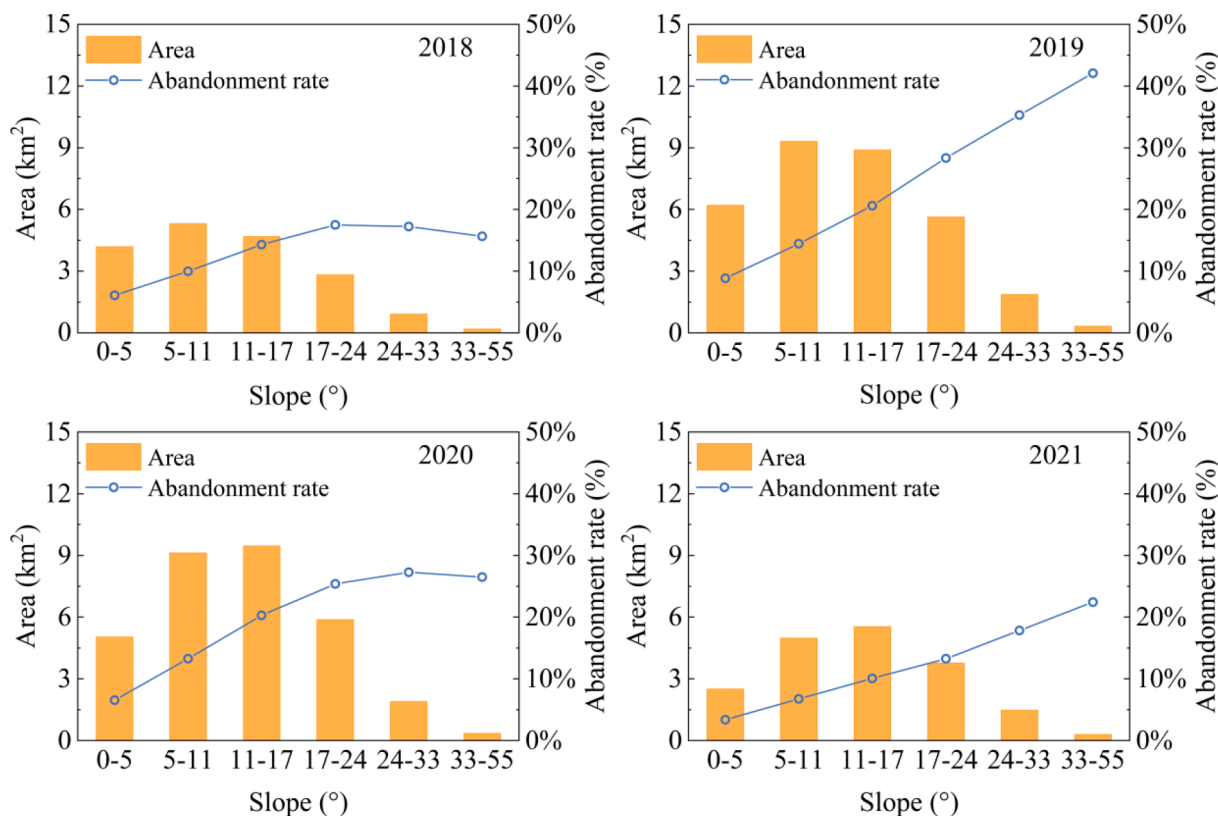 2018
Area
Abandonment rate
15
12
9
6
3
0
50%
40%
30%
20%
10%
0%
Area (km²)
Abandonment rate (%)
0-5 5-11 11-17 17-24 24-33 33-55
Slope (°)
2019
Area
Abandonment rate
15
12
9
6
3
0
50%
40%
30%
20%
10%
0%
Area (km²)
Abandonment rate (%)
0-5 5-11 11-17 17-24 24-33 33-55
Slope (°)
2020
Area
Abandonment rate
15
12
9
6
3
0
50%
40%
30%
20%
10%
0%
Area (km²)
Abandonment rate (%)
0-5 5-11 11-17 17-24 24-33 33-55
Slope (°)
2021
Area
Abandonment rate
15
12
9
6
3
0
50%
40%
30%
20%
10%
0%
Area (km²)
Abandonment rate (%)
0-5 5-11 11-17 17-24 24-33 33-55
Slope (°)